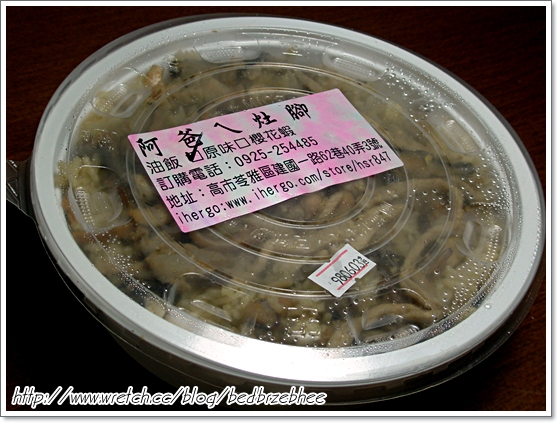 阿爸ㄟ灶腳
油飯：□原味□櫻花蝦
訂購電話：0925-254485
地址：高市苓雅區建國一路62巷40弄3號
ihergo:www.ihergo.com/store/hsr847
980603
http://www.wretch.cc/blog/bedbrzebhee